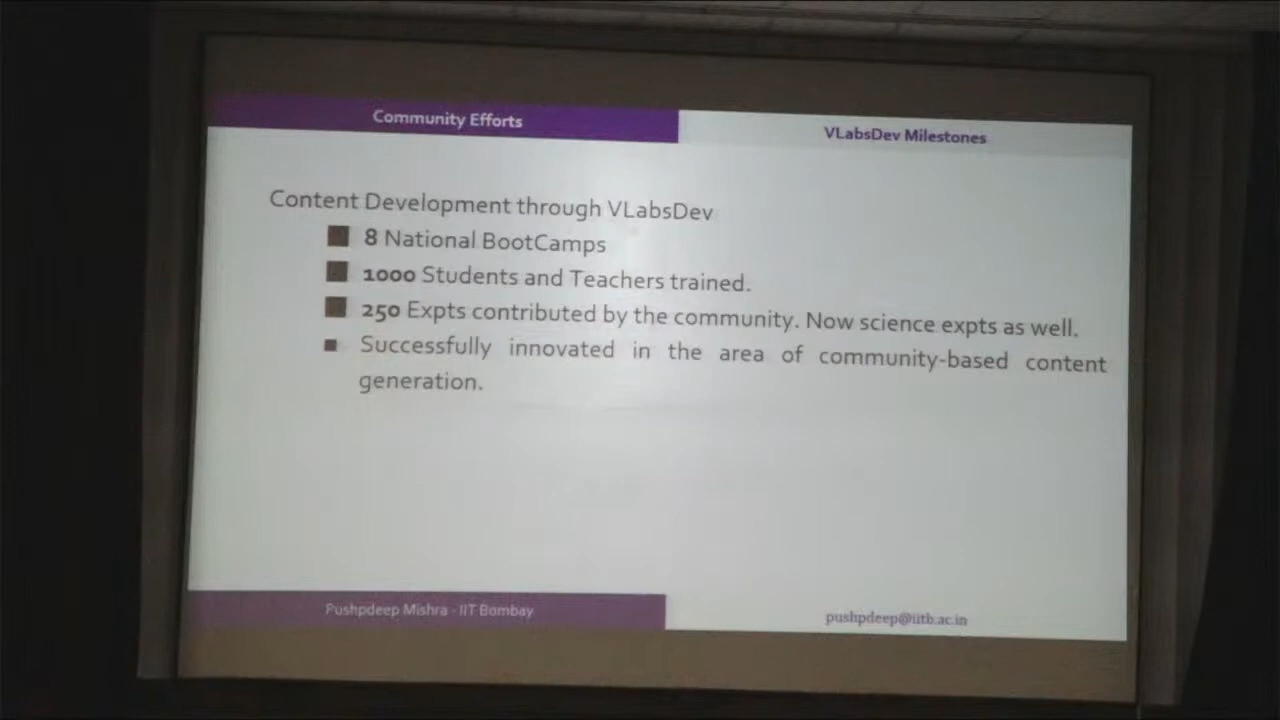 Community Efforts
VLabsDev Milestones
Content Development through VLabsDev
8 National BootCamps
1000 Students and Teachers trained.
250 Expts contributed by the community. Now science expts as well.
Successfully innovated in the area of community-based content
generation.
Pushpdeep Mishra - IIT Bombay
pushpdeep@iitb.ac.in